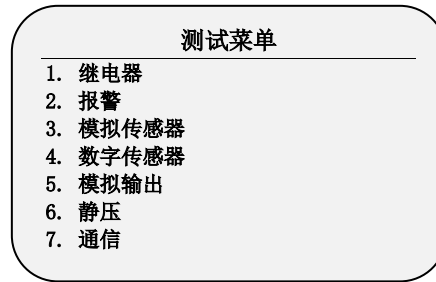 测试菜单
1. 继电器
2. 报警
3. 模拟传感器
4. 数字传感器
5. 模拟输出
6. 静压
7. 通信